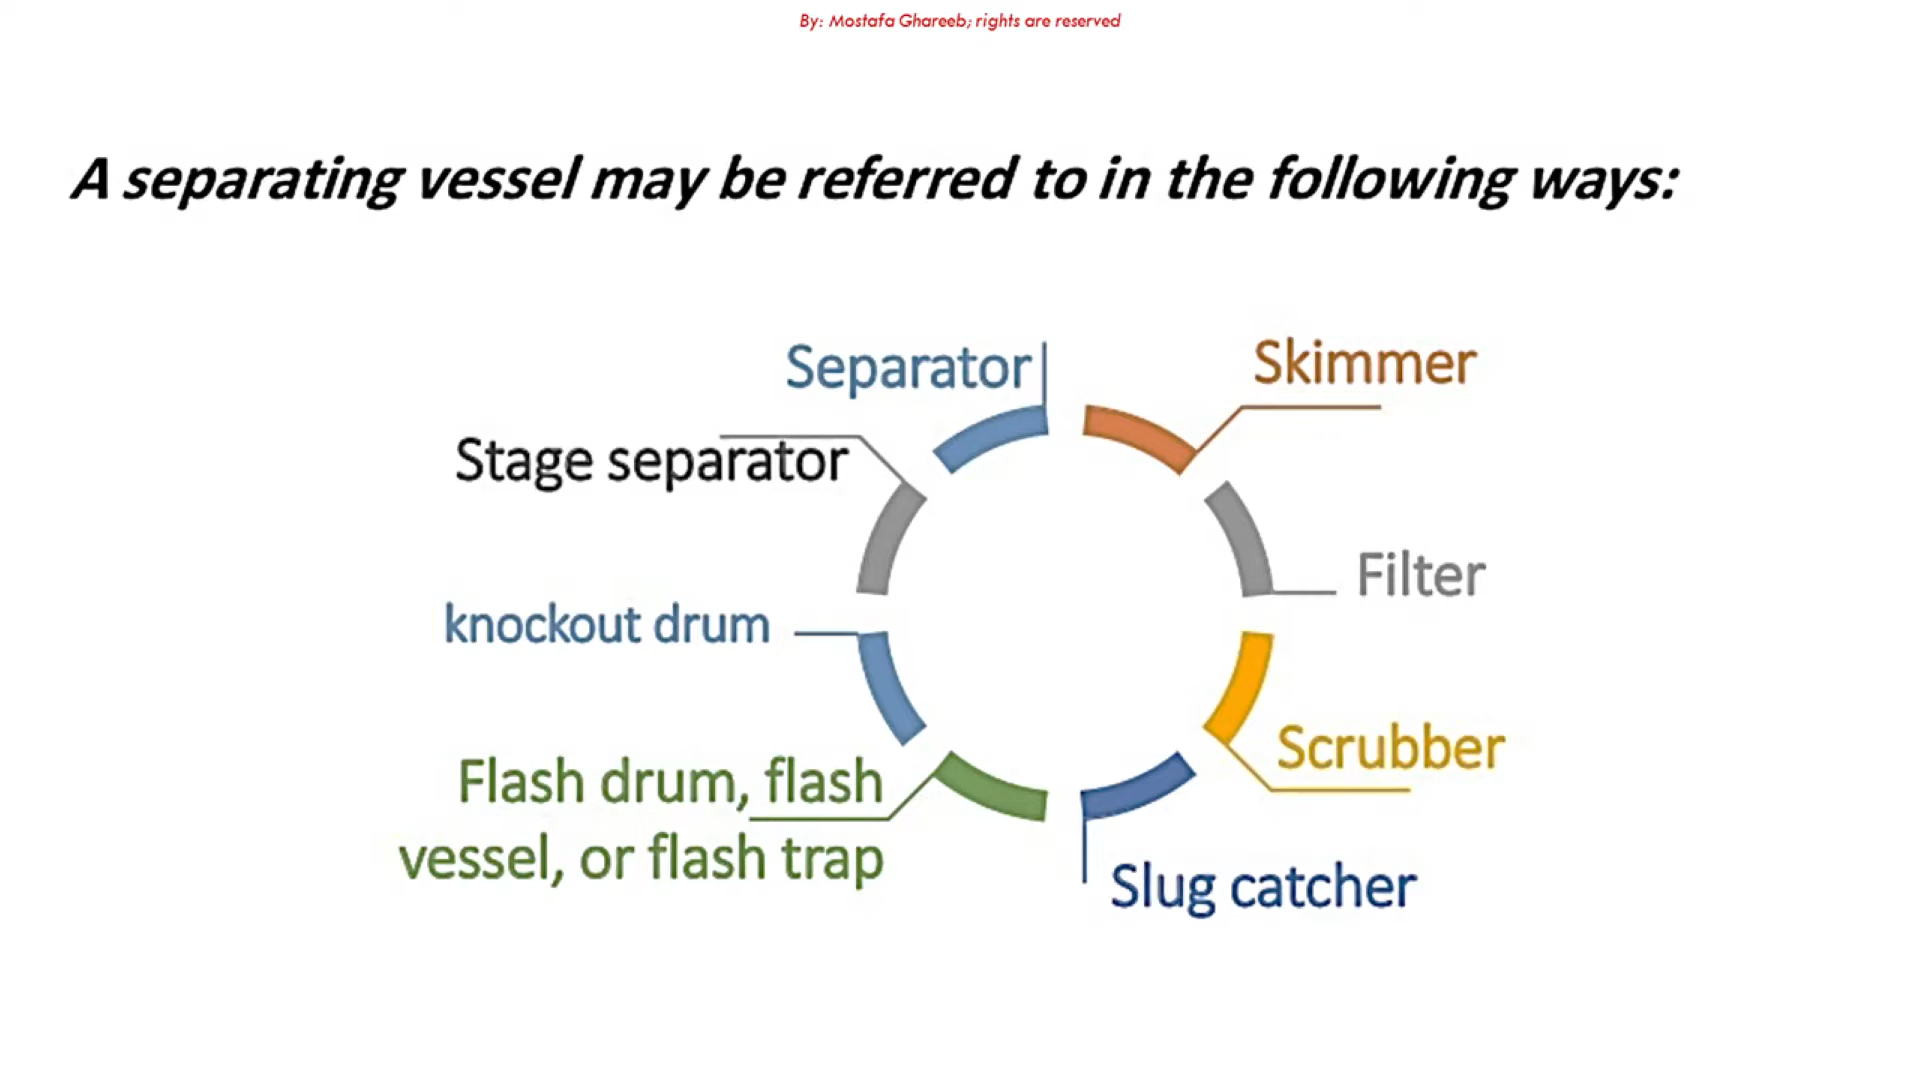 By: Mostafa Ghareeb; rights are reserved
A separating vessel may be referred to in the following ways:
Separator
Skimmer
Stage separator
Filter
knockout drum
Scrubber
Flash drum, flash
vessel, or flash trap
Slug catcher